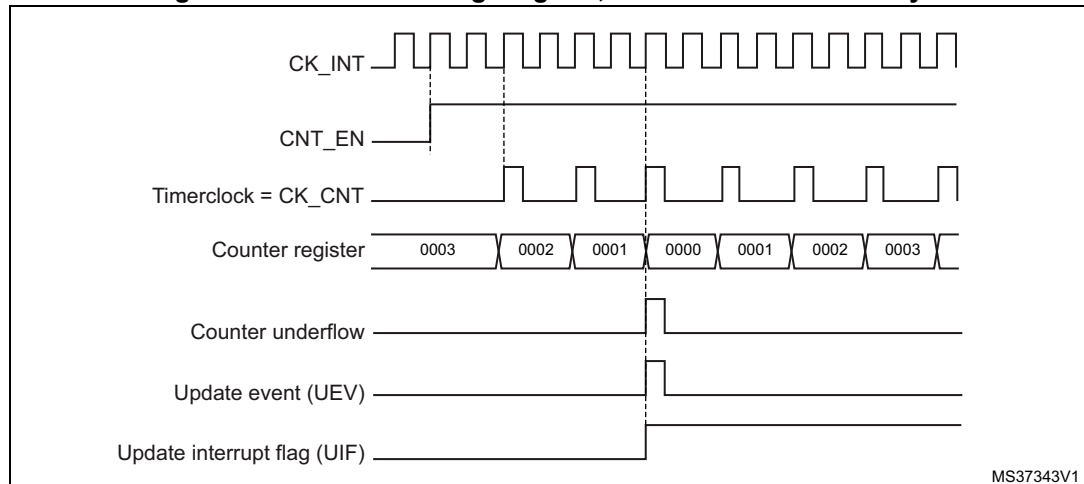 CK_INT
CNT_EN
Timerclock = CK_CNT
Counter register 0003 0002 0001 0000 0001 0002 0003
Counter underflow
Update event (UEV)
Update interrupt flag (UIF)
MS37343V1